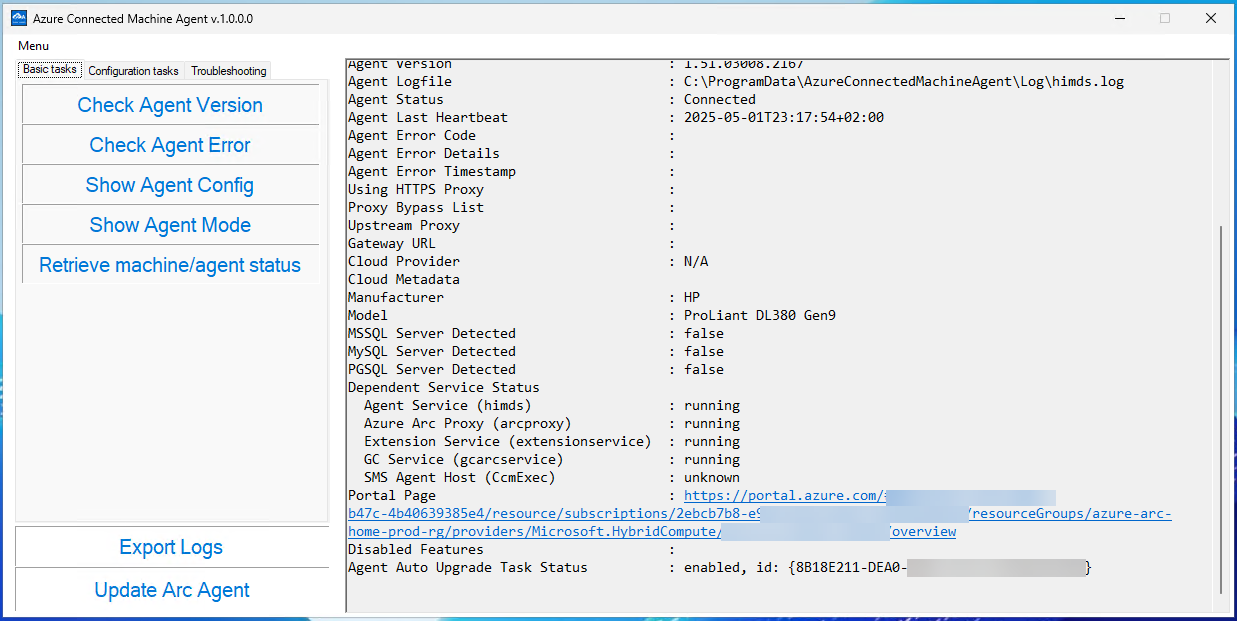 Azure Connected Machine Agent v.1.0.0.0
Menu
Basic tasks Configuration tasks Troubleshooting
Check Agent Version
Check Agent Error
Show Agent Config
Show Agent Mode
Retrieve machine/agent status
Export Logs
Update Arc Agent
Agent Version : 1.51.03008.2167
Agent Logfile : C:\ProgramData\AzureConnectedMachineAgent\Log\himds.log
Agent Status : Connected
Agent Last Heartbeat : 2025-05-01T23:17:54+02:00
Agent Error Code :
Agent Error Details :
Agent Error Timestamp :
Using HTTPS Proxy :
Proxy Bypass List :
Upstream Proxy :
Gateway URL :
Cloud Provider : N/A
Cloud Metadata
Manufacturer : HP
Model : ProLiant DL380 Gen9
MSSQL Server Detected : false
MySQL Server Detected : false
PGSQL Server Detected : false
Dependent Service Status
Agent Service (himds) : running
Azure Arc Proxy (arcproxy) : running
Extension Service (extensionservice) : running
GC Service (gcarcservice) : running
SMS Agent Host (CcmExec) : unknown
Portal Page : https://portal.azure.com/
b47c-4b40639385e4/resource/subscriptions/2ebcb7b8-e9 /resourceGroups/azure-arc-
home-prod-rg/providers/Microsoft.HybridCompute/ /overview
Disabled Features :
Agent Auto Upgrade Task Status : enabled, id: {8B18E211-DEA0- }